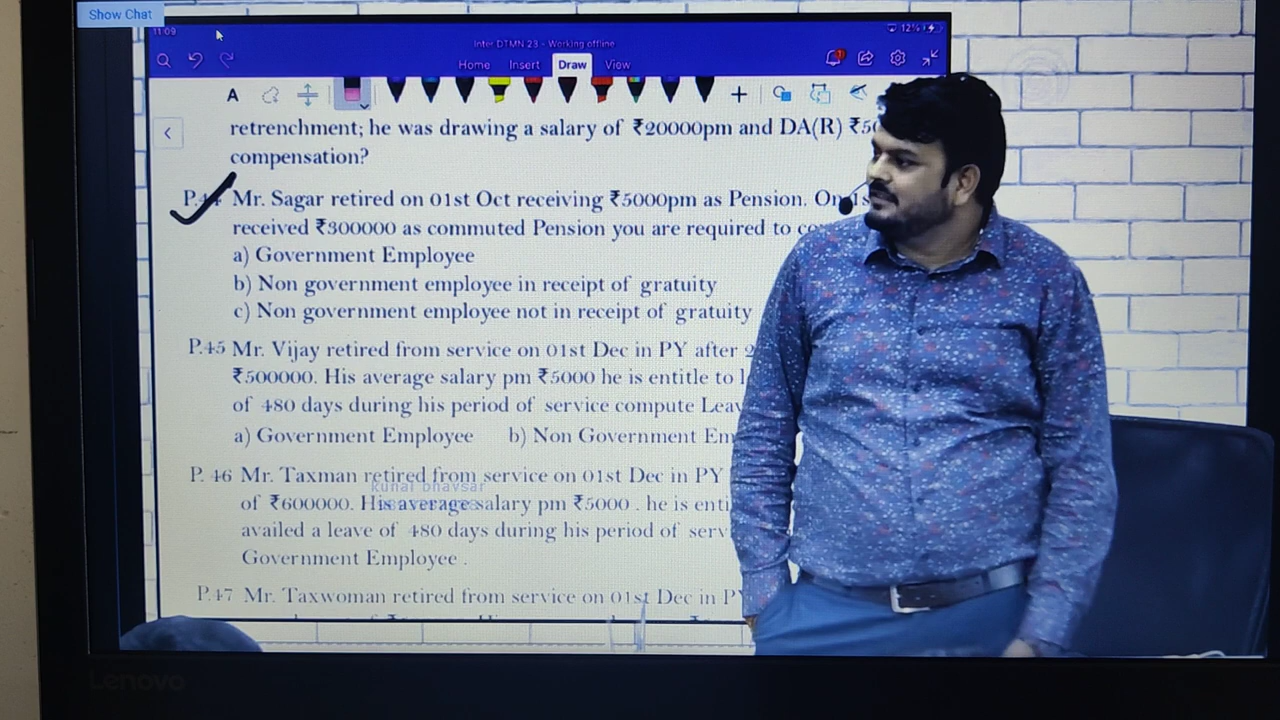 Show Chat
11:09
12%
Inter DTMN 23 - Working offline
Home Insert Draw View
A
retrenchment; he was drawing a salary of ₹20000pm and DA(R)
compensation?
Mr. Sagar retired on 01st Oct receiving ₹5000pm as Pension. On
received ₹300000 as commuted Pension you are required to
a) Government Employee
b) Non government employee in receipt of gratuity
c) Non government employee not in receipt of gratuity
P.45 Mr. Vijay retired from service on 01st Dec in PY after
₹500000. His average salary pm ₹5000 he is entitle to
of 480 days during his period of service compute
a) Government Employee b) Non Government
P. 46 Mr. Taxman retired from service on 01st Dec in PY
kunal bhavsar
of ₹600000. His average salary pm ₹5000 . he is
availed a leave of 480 days during his period of
Government Employee .
P.47 Mr. Taxwoman retired from service on 01st Dec in
Lenovo